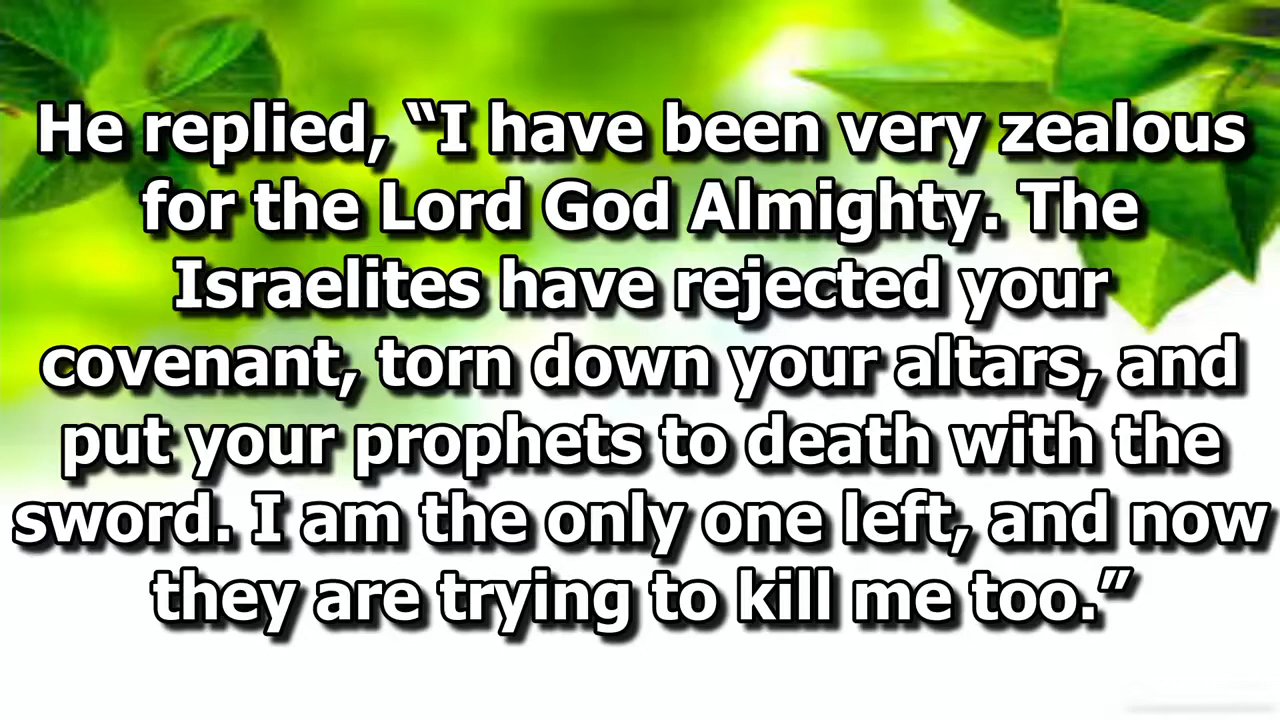 He replied, “I have been very zealous
for the Lord God Almighty. The
Israelites have rejected your
covenant, torn down your altars, and
put your prophets to death with the
sword. I am the only one left, and now
they are trying to kill me too.”